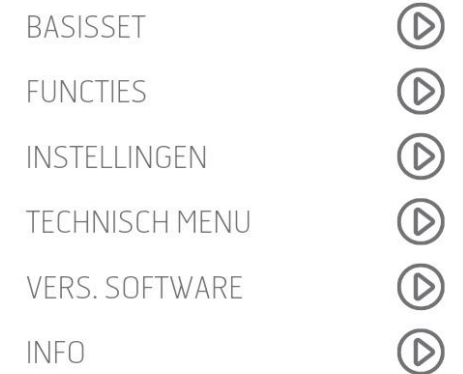 BASISSET
FUNCTIES
INSTELLINGEN
TECHNISCH MENU
VERS. SOFTWARE
INFO